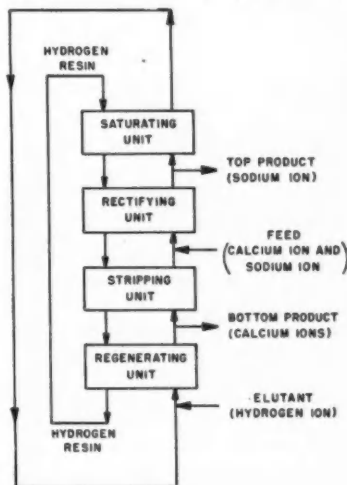 HYDROGEN
RESIN
SATURATING
UNIT
TOP PRODUCT
(SODIUM ION)
RECTIFYING
UNIT
FEED
(CALCIUM ION AND
SODIUM ION)
STRIPPING
UNIT
BOTTOM PRODUCT
(CALCIUM IONS)
REGENERATING
UNIT
ELUTANT
(HYDROGEN ION)
HYDROGEN
RESIN